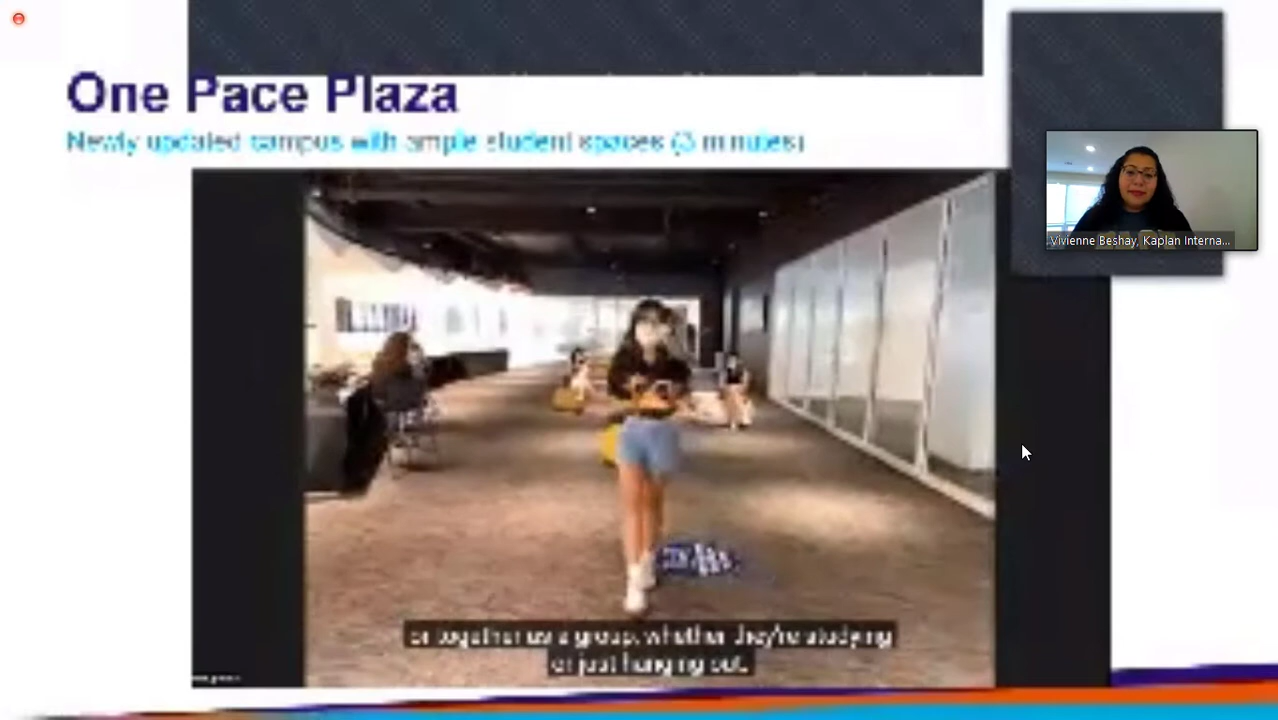 One Pace Plaza
Newly updated campus with ample student spaces (3 minutes)
Vivienne Beshay, Kaplan Interna...
or together as a group, whether they're studying
or just hanging out.